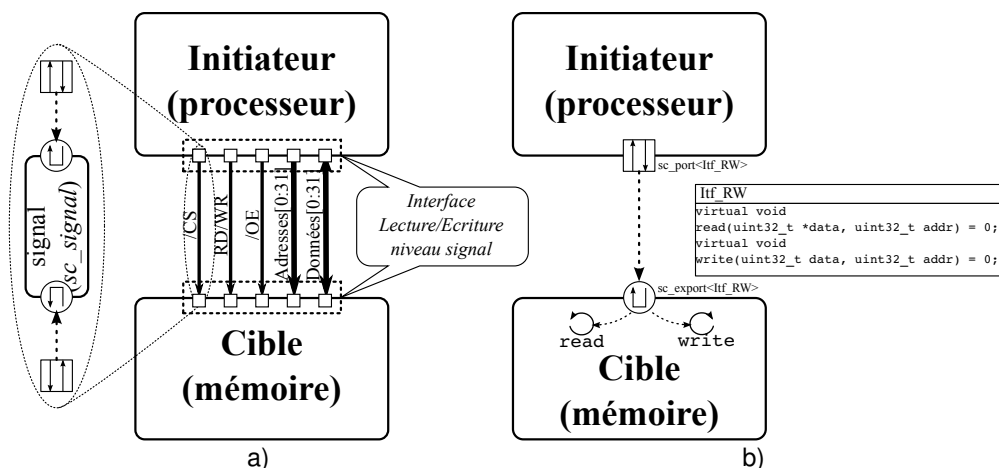 signal
(sc_signal)
Initiateur
(processeur)
/CS
RD/WR
/OE
Adresses[0:31]
Données[0:31]
Interface
Lecture/Ecriture
niveau signal
Cible
(mémoire)
a)
Initiateur
(processeur)
sc_port<Itf_RW>
Itf_RW
virtual void
read(uint32_t *data, uint32_t addr) = 0;
virtual void
write(uint32_t data, uint32_t addr) = 0;
sc_export<Itf_RW>
read
write
Cible
(mémoire)
b)